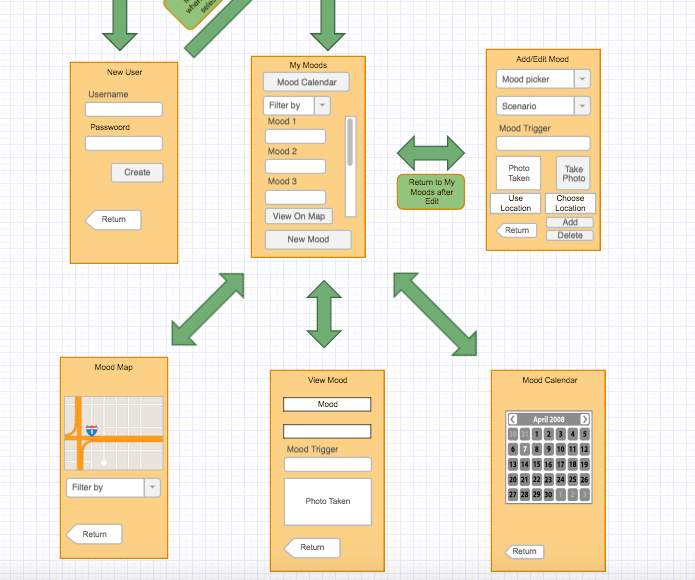 New User
Username
Passwoord
Create
Return
My Moods
Mood Calendar
Filter by
Mood 1
Mood 2
Mood 3
View On Map
New Mood
Return to My
Moods after
Edit
Add/Edit Mood
Mood picker
Scenario
Mood Trigger
Photo
Taken
Take
Photo
Use
Location
Choose
Location
Return
Add
Delete
Mood Map
Filter by
Return
View Mood
Mood
Mood Trigger
Photo Taken
Return
Mood Calendar
April 2008
30 31 1 2 3 4 5
6 7 8 9 10 11 12
13 14 15 16 17 18 19
20 21 22 23 24 25 26
27 28 29 30 1 2 3
Return